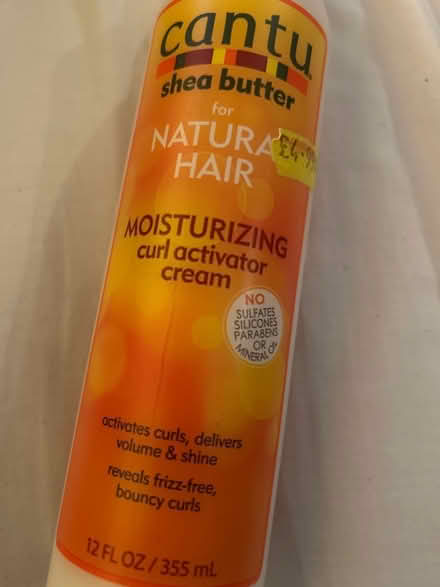 cantu
shea butter
for
NATURAL
HAIR
MOISTURIZING
curl activator
cream
NO
SULFATES
SILICONES
PARABENS
OR
MINERAL OIL
activates curls, delivers
volume & shine
reveals frizz-free,
bouncy curls
12 FL OZ / 355 mL